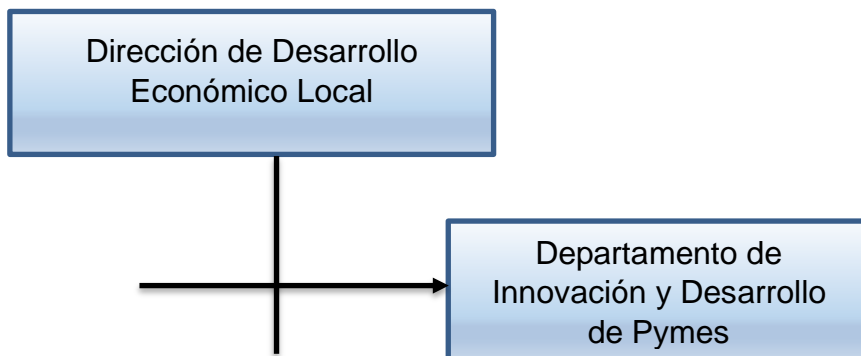 Dirección de Desarrollo
Económico Local
Departamento de
Innovación y Desarrollo
de Pymes